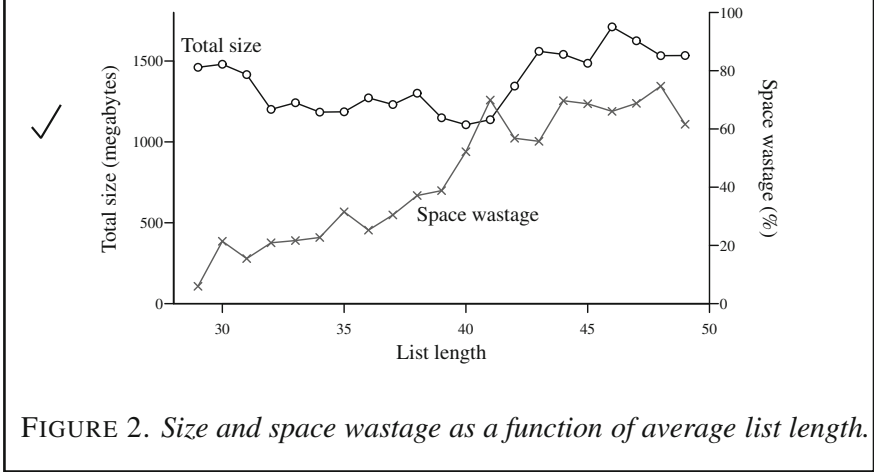 Total size
Space wastage
Total size (megabytes)
1500
1000
500
0
100
80
60
40
20
0
Space wastage (%)
30
35
40
45
50
List length
FIGURE 2. Size and space wastage as a function of average list length.